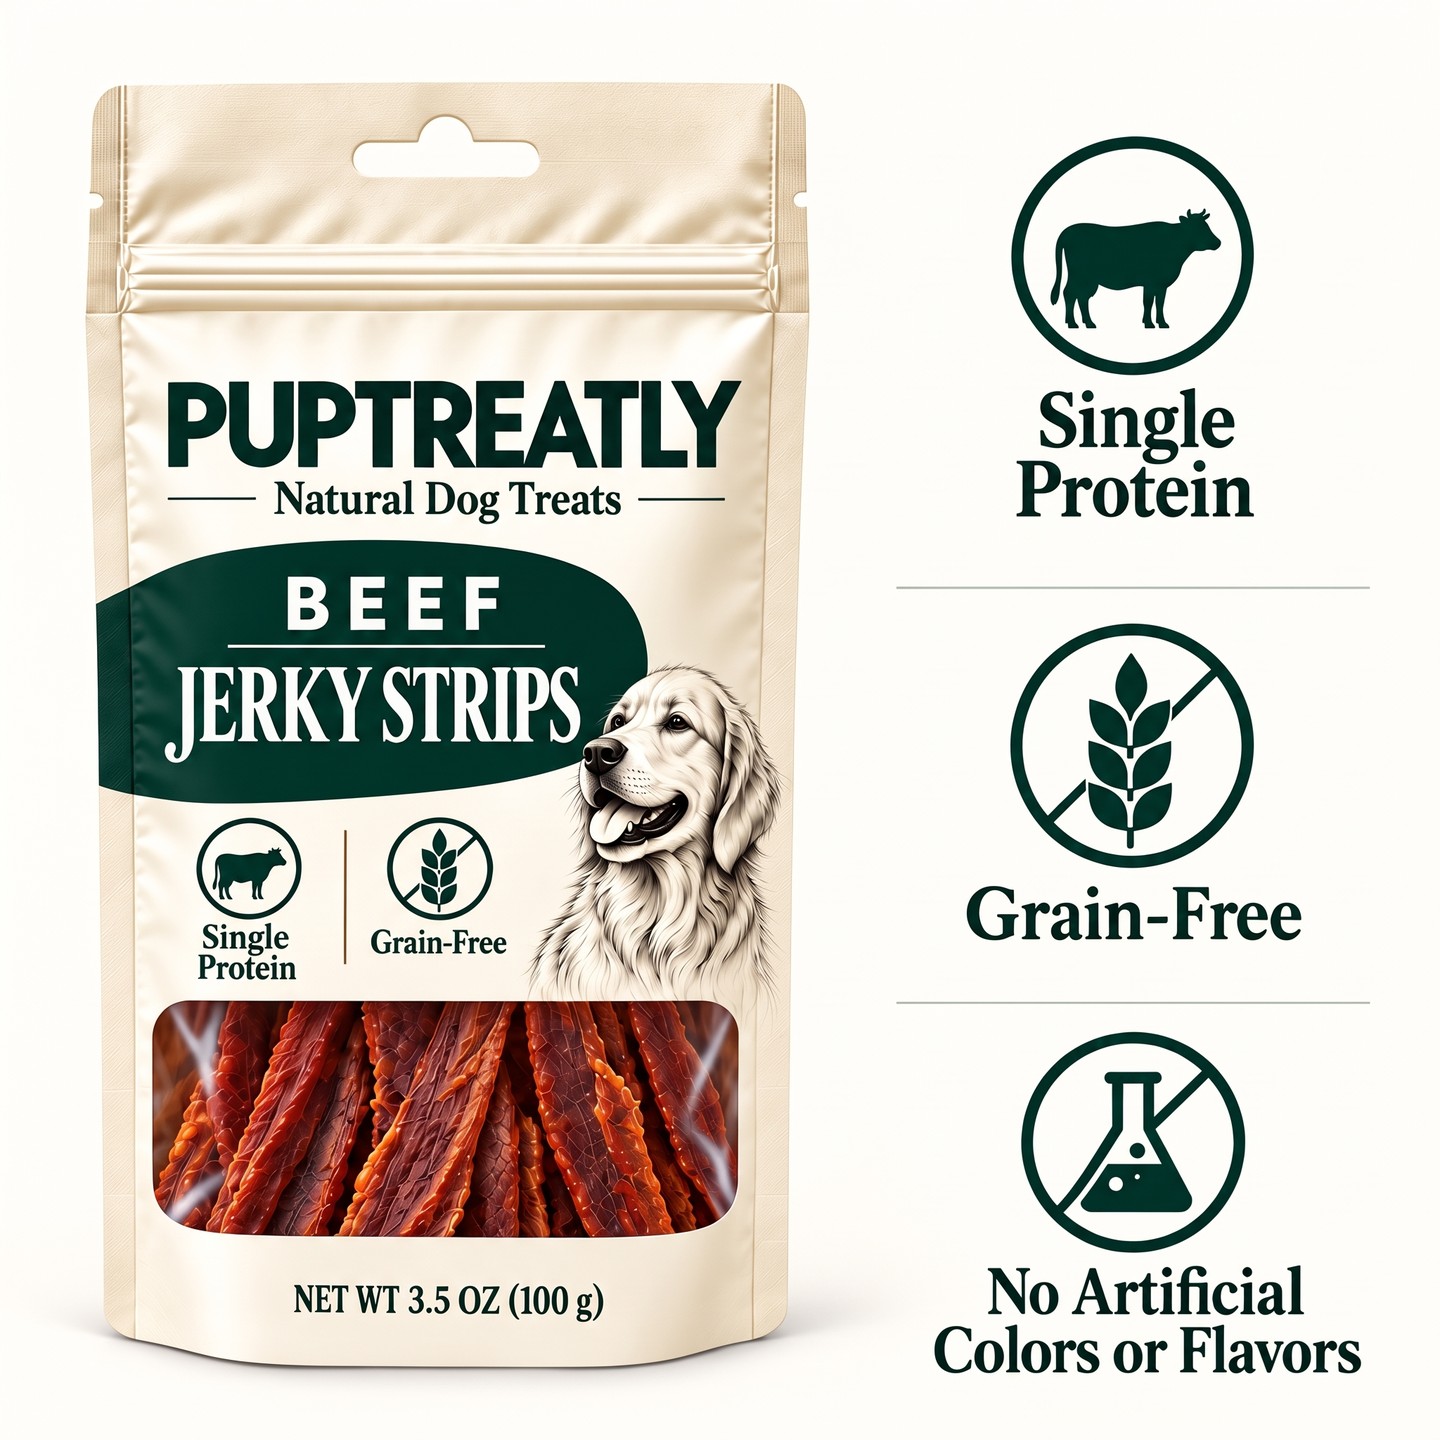 PUPTREATLY
Natural Dog Treats
BEEF
JERKY STRIPS
Single
Protein
Grain-Free
NET WT 3.5 OZ (100 g)
Single
Protein
Grain-Free
No Artificial
Colors or Flavors